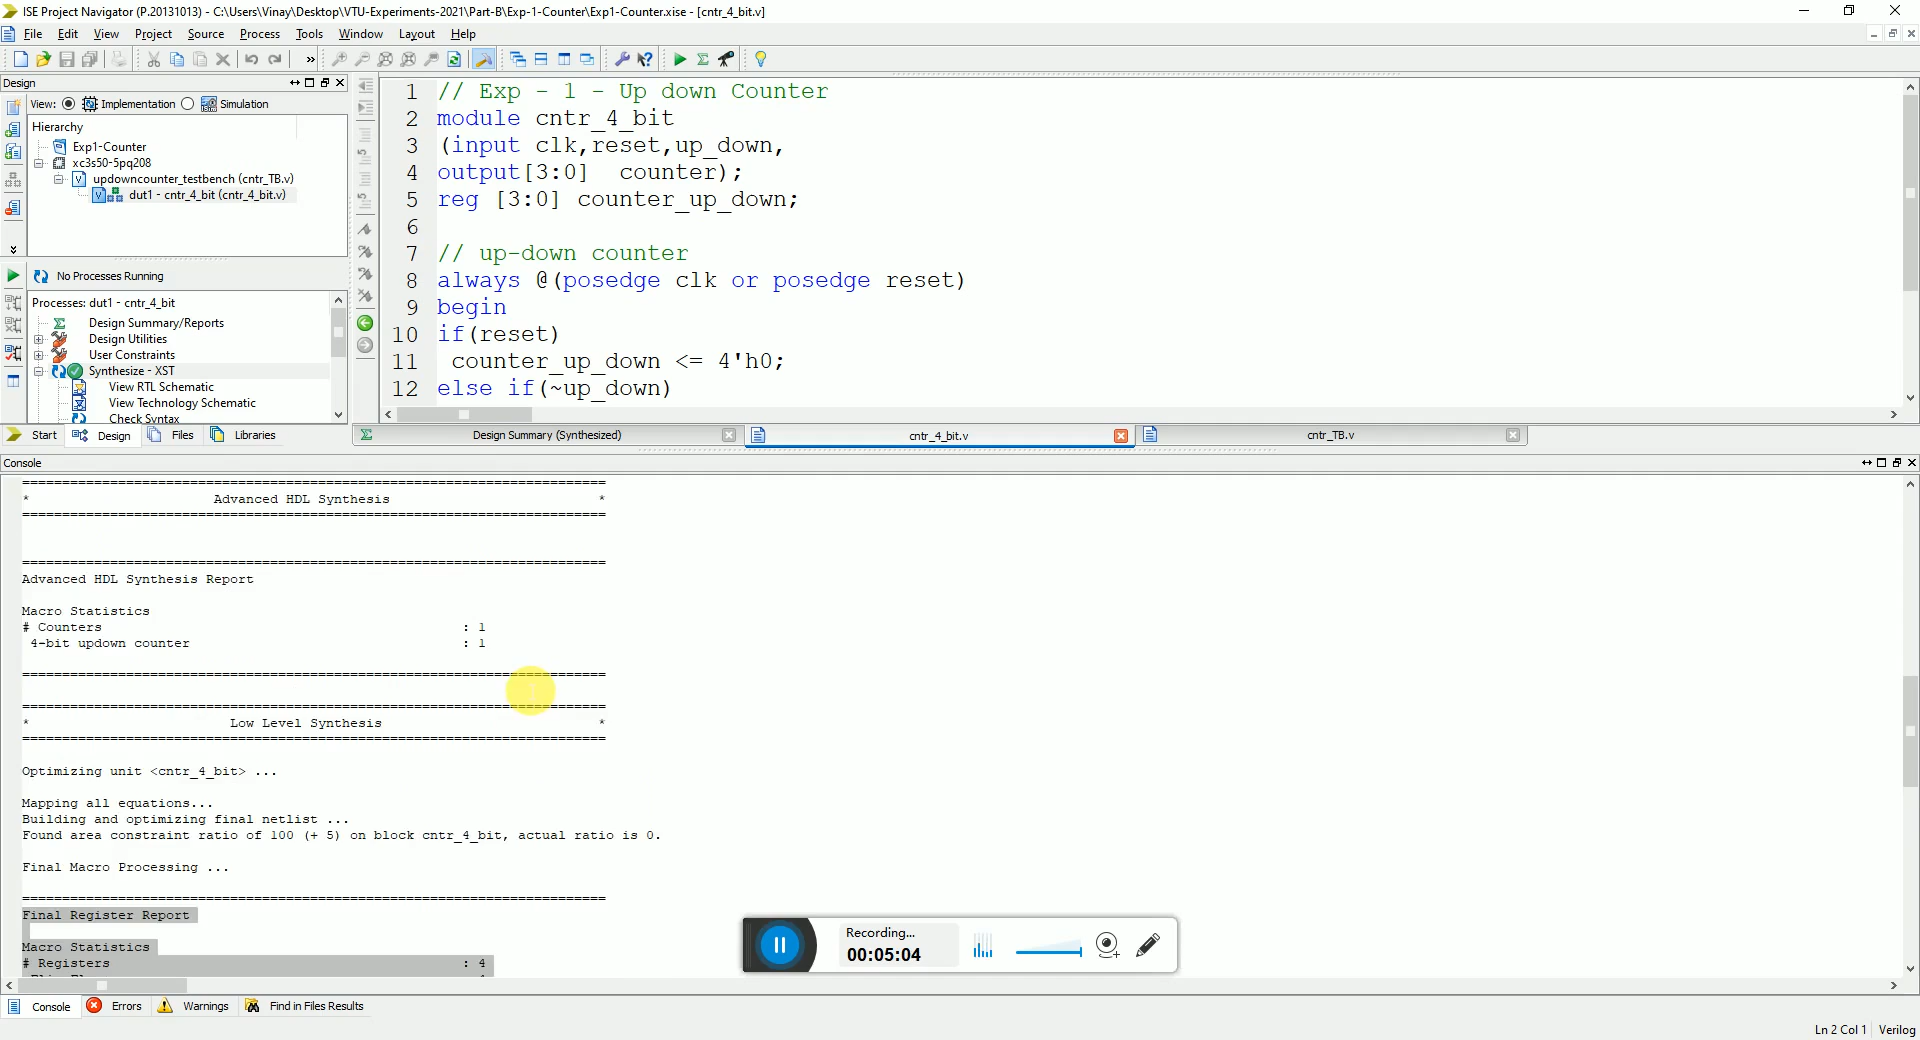 ISE Project Navigator (P.20131013) - C:\Users\Vinay\Desktop\VTU-Experiments-2021\Part-B\Exp-1-Counter\Exp1-Counter.xise - [cntr_4_bit.v]
File Edit View Project Source Process Tools Window Layout Help
Design
View: Implementation Simulation
Hierarchy
Exp1-Counter
xc3s50-5pq208
updowncounter_testbench (cntr_TB.v)
dut1 - cntr_4_bit (cntr_4_bit.v)
No Processes Running
Processes: dut1 - cntr_4_bit
Design Summary/Reports
Design Utilities
User Constraints
Synthesize - XST
View RTL Schematic
View Technology Schematic
Check Syntax
Start Design Files Libraries
1 // Exp - 1 - Up down Counter
2 module cntr_4_bit
3 (input clk,reset,up_down,
4 output[3:0]  counter);
5 reg [3:0] counter_up_down;
6
7 // up-down counter
8 always @(posedge clk or posedge reset)
9 begin
10 if(reset)
11  counter_up_down <= 4'h0;
12 else if(~up_down)
Design Summary (Synthesized) cntr_4_bit.v cntr_TB.v
Console
* Advanced HDL Synthesis *
Advanced HDL Synthesis Report
Macro Statistics
# Counters : 1
4-bit updown counter : 1
* Low Level Synthesis *
Optimizing unit <cntr_4_bit> ...
Mapping all equations...
Building and optimizing final netlist ...
Found area constraint ratio of 100 (+ 5) on block cntr_4_bit, actual ratio is 0.
Final Macro Processing ...
Final Register Report
Macro Statistics
# Registers : 4
Recording...
00:05:04
Console Errors Warnings Find in Files Results
Ln 2 Col 1 Verilog